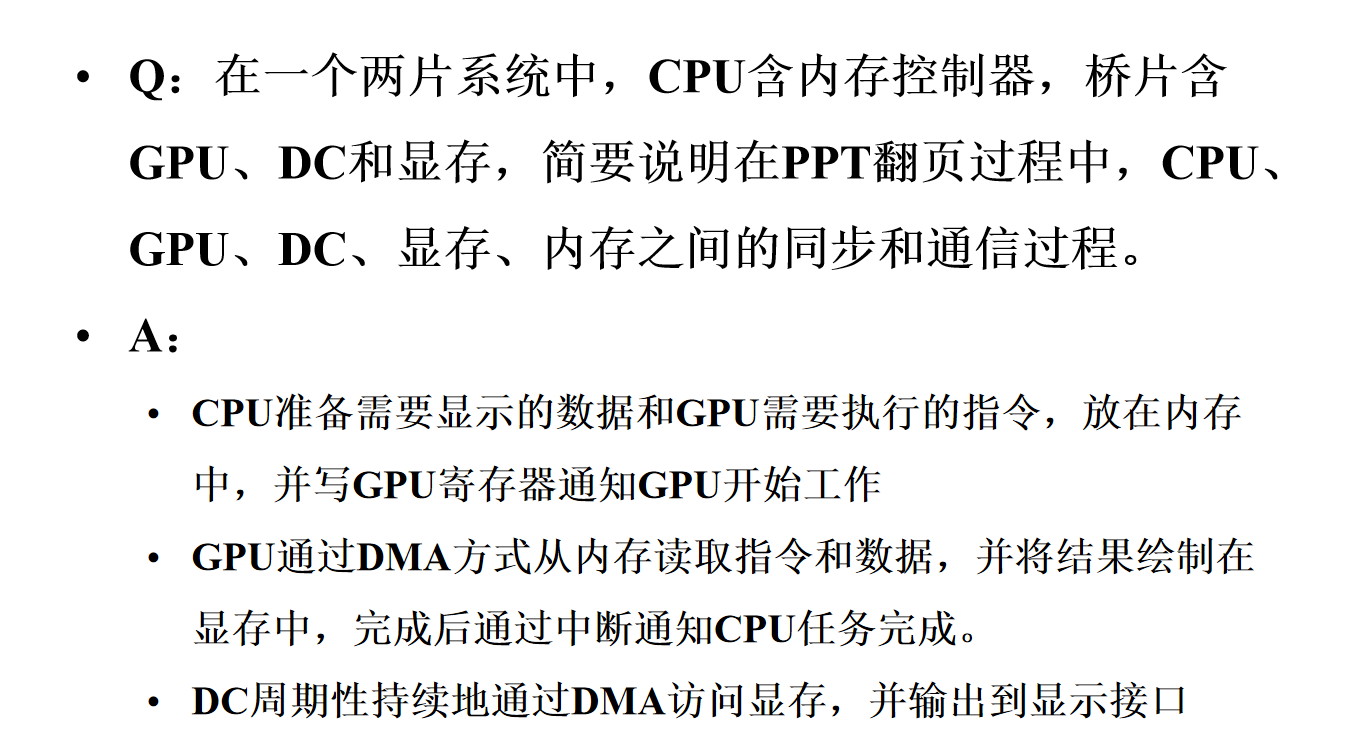 • Q：在一个两片系统中，CPU含内存控制器，桥片含
GPU、DC和显存，简要说明在PPT翻页过程中，CPU、
GPU、DC、显存、内存之间的同步和通信过程。
• A：
• CPU准备需要显示的数据和GPU需要执行的指令，放在内存
中，并写GPU寄存器通知GPU开始工作
• GPU通过DMA方式从内存读取指令和数据，并将结果绘制在
显存中，完成后通过中断通知CPU任务完成。
• DC周期性持续地通过DMA访问显存，并输出到显示接口